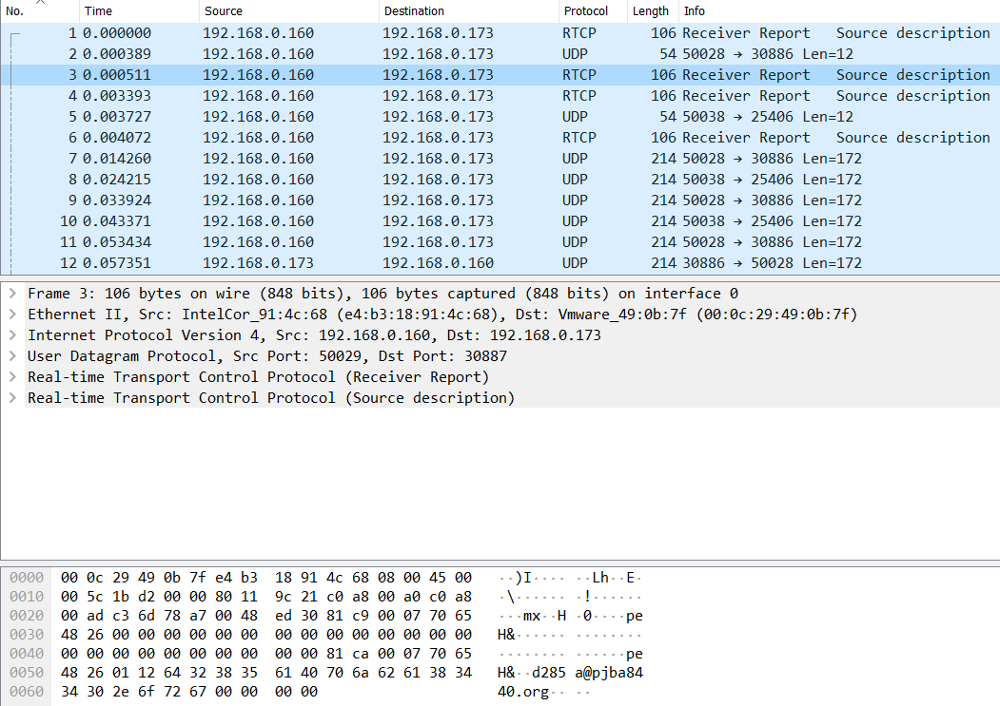 No. Time Source Destination Protocol Length Info
1 0.000000 192.168.0.160 192.168.0.173 RTCP 106 Receiver Report Source description
2 0.000389 192.168.0.160 192.168.0.173 UDP 54 50028 → 30886 Len=12
3 0.000511 192.168.0.160 192.168.0.173 RTCP 106 Receiver Report Source description
4 0.003393 192.168.0.160 192.168.0.173 RTCP 106 Receiver Report Source description
5 0.003727 192.168.0.160 192.168.0.173 UDP 54 50038 → 25406 Len=12
6 0.004072 192.168.0.160 192.168.0.173 RTCP 106 Receiver Report Source description
7 0.014260 192.168.0.160 192.168.0.173 UDP 214 50028 → 30886 Len=172
8 0.024215 192.168.0.160 192.168.0.173 UDP 214 50038 → 25406 Len=172
9 0.033924 192.168.0.160 192.168.0.173 UDP 214 50028 → 30886 Len=172
10 0.043371 192.168.0.160 192.168.0.173 UDP 214 50038 → 25406 Len=172
11 0.053434 192.168.0.160 192.168.0.173 UDP 214 50028 → 30886 Len=172
12 0.057351 192.168.0.173 192.168.0.160 UDP 214 30886 → 50028 Len=172
Frame 3: 106 bytes on wire (848 bits), 106 bytes captured (848 bits) on interface 0
Ethernet II, Src: IntelCor_91:4c:68 (e4:b3:18:91:4c:68), Dst: Vmware_49:0b:7f (00:0c:29:49:0b:7f)
Internet Protocol Version 4, Src: 192.168.0.160, Dst: 192.168.0.173
User Datagram Protocol, Src Port: 50029, Dst Port: 30887
Real-time Transport Control Protocol (Receiver Report)
Real-time Transport Control Protocol (Source description)
0000 00 0c 29 49 0b 7f e4 b3 18 91 4c 68 08 00 45 00 ··)I···· ··Lh··E·
0010 00 5c 1b d2 00 00 80 11 9c 21 c0 a8 00 a0 c0 a8 ·\······ ·!······
0020 00 ad c3 6d 78 a7 00 48 ed 30 81 c9 00 07 70 65 ···mx··H ·0····pe
0030 48 26 00 00 00 00 00 00 00 00 00 00 00 00 00 00 H&······ ········
0040 00 00 00 00 00 00 00 00 00 00 81 ca 00 07 70 65 ········ ······pe
0050 48 26 01 12 64 32 38 35 61 40 70 6a 62 61 38 34 H&··d285 a@pjba84
0060 34 30 2e 6f 72 67 00 00 00 00 40.org·· ··